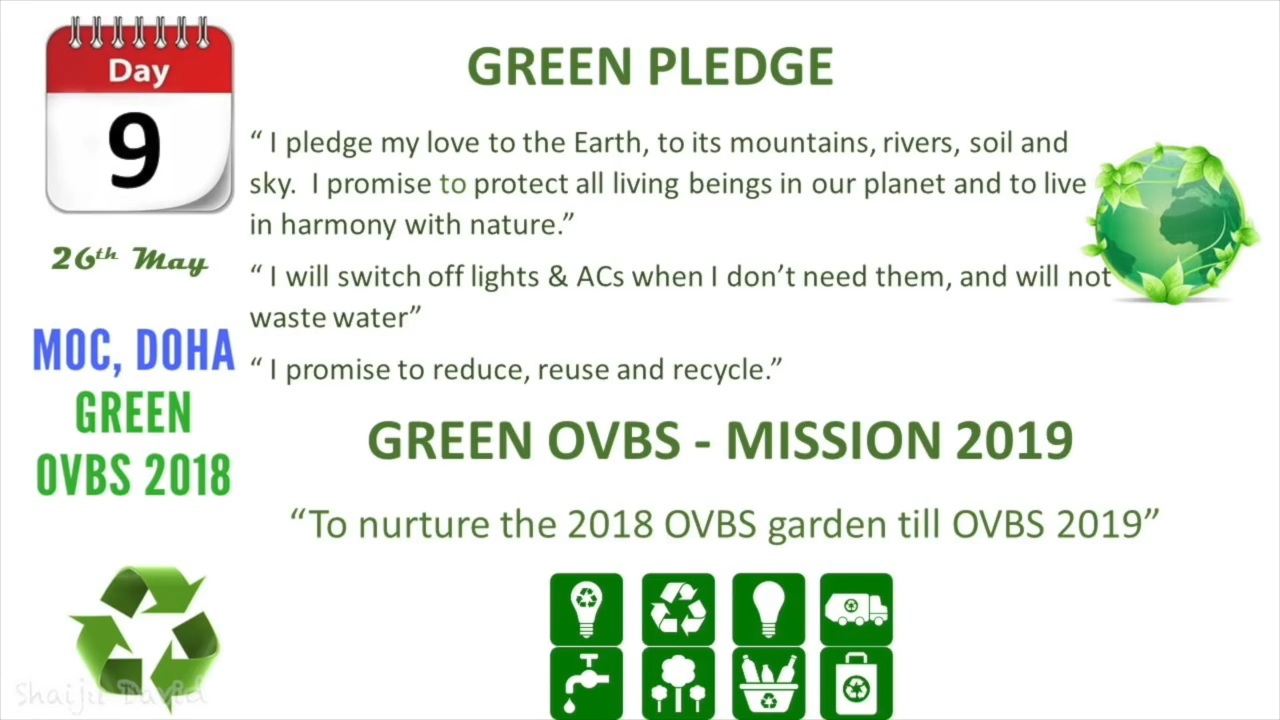 Day
9
26th May
MOC, DOHA
GREEN
OVBS 2018
GREEN PLEDGE
“ I pledge my love to the Earth, to its mountains, rivers, soil and
sky. I promise to protect all living beings in our planet and to live
in harmony with nature.”
“ I will switch off lights & ACs when I don’t need them, and will not
waste water”
“ I promise to reduce, reuse and recycle.”
GREEN OVBS - MISSION 2019
“To nurture the 2018 OVBS garden till OVBS 2019”
Shaiju David